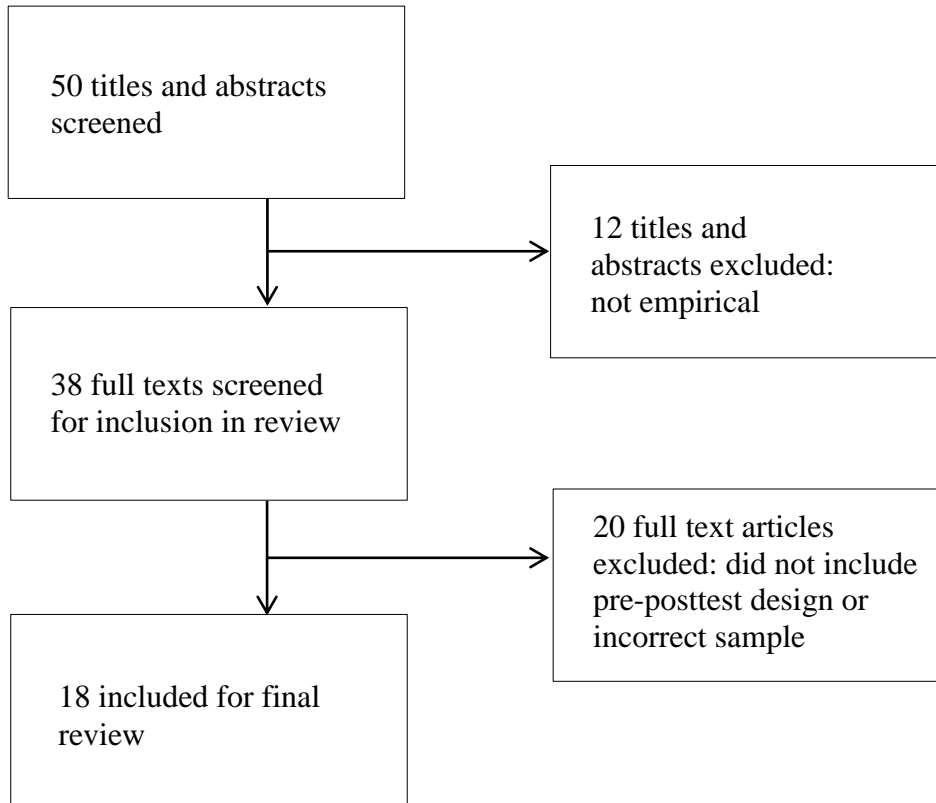 50 titles and abstracts
screened
12 titles and
abstracts excluded:
not empirical
38 full texts screened
for inclusion in review
20 full text articles
excluded: did not include
pre-posttest design or
incorrect sample
18 included for final
review